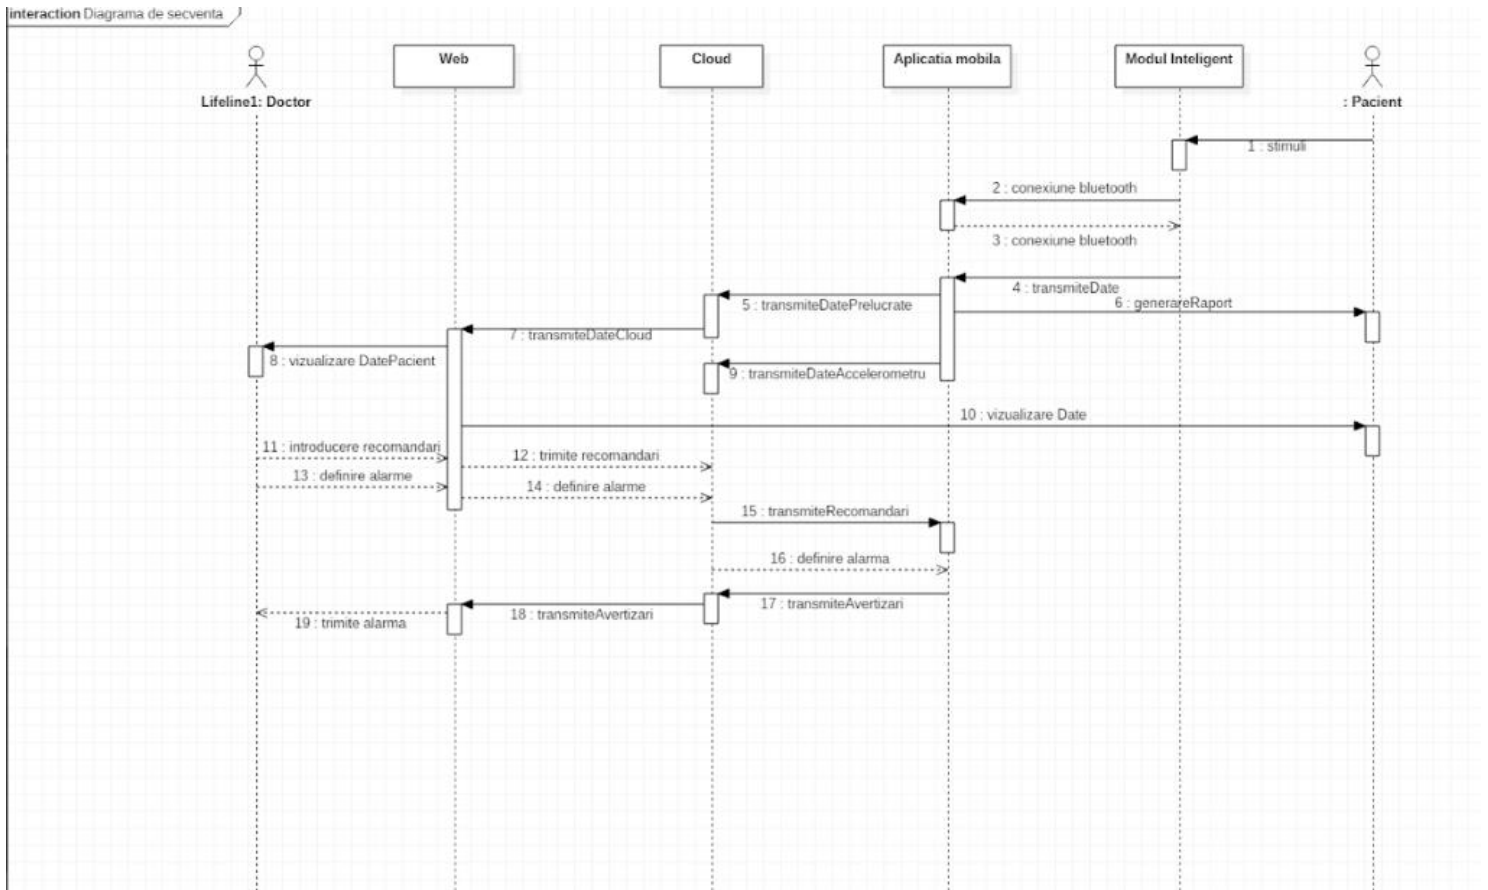 interaction Diagrama de secventa
Web
Cloud
Aplicatia mobila
Modul Inteligent
Lifeline1: Doctor
: Pacient
1 : stimuli
2 : conexiune bluetooth
3 : conexiune bluetooth
4 : transmiteDate
5 : transmiteDatePrelucrate
6 : generareRaport
7 : transmiteDateCloud
8 : vizualizare DatePacient
9 : transmiteDateAccelerometru
10 : vizualizare Date
11 : introducere recomandari
12 : trimite recomandari
13 : definire alarme
14 : definire alarme
15 : transmiteRecomandari
16 : definire alarma
17 : transmiteAvertizari
18 : transmiteAvertizari
19 : trimite alarma